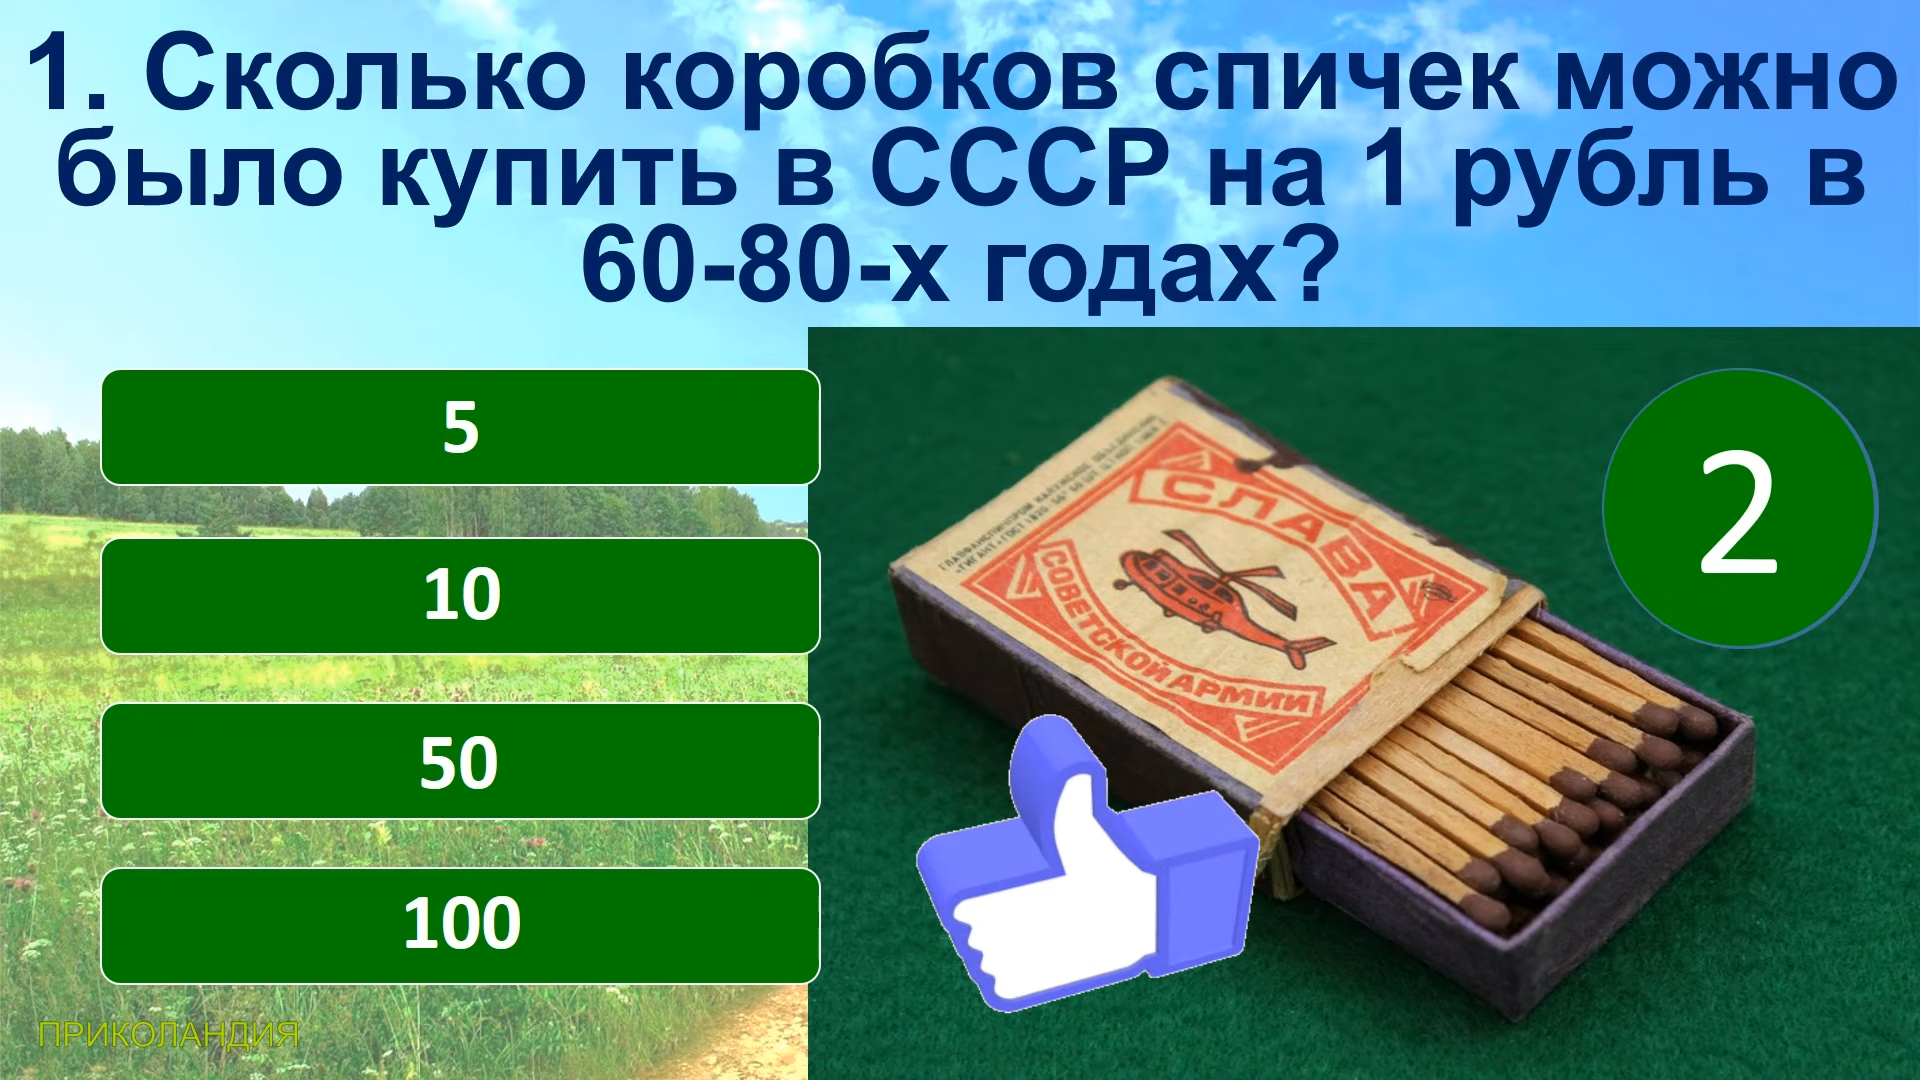 1. Сколько коробков спичек можно
было купить в СССР на 1 рубль в
60-80-х годах?
5
10
50
100
2
СЛАВА
СОВЕТСКОЙ АРМИИ
ПРИКОЛАНДИЯ